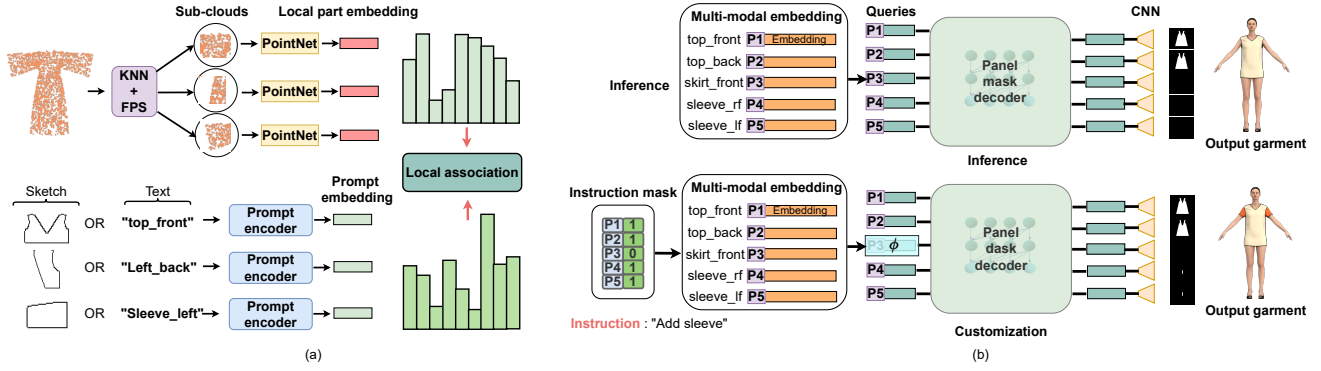 Sub-clouds
Local part embedding
KNN
+
FPS
PointNet
PointNet
PointNet
Local association
Sketch
Text
Prompt
embedding
OR
"top_front"
Prompt
encoder
OR
"Left_back"
Prompt
encoder
OR
"Sleeve_left"
Prompt
encoder
(a)
Inference
Multi-modal embedding
top_front P1 Embedding
top_back P2
skirt_front P3
sleeve_rf P4
sleeve_lf P5
Queries
P1
P2
P3
P4
P5
Panel
mask
decoder
Inference
CNN
Output garment
Instruction mask
P1 1
P2 1
P3 0
P4 1
P5 1
Instruction : "Add sleeve"
Multi-modal embedding
top_front P1 Embedding
top_back P2
skirt_front P3
sleeve_rf P4
sleeve_lf P5
P1
P2
P3 ϕ
P4
P5
Panel
dask
decoder
Customization
Output garment
(b)